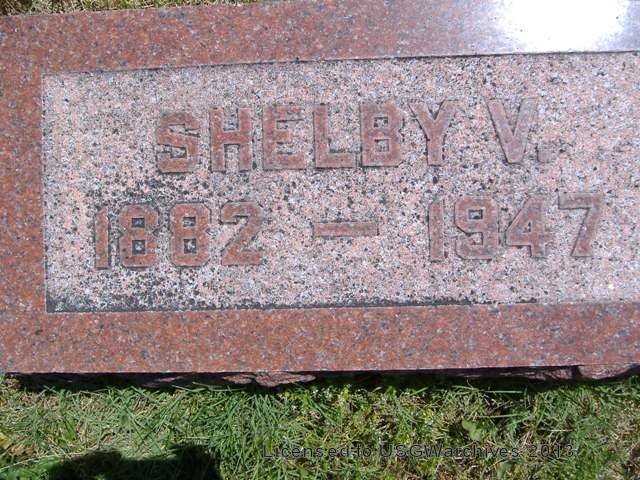 SHELBY V.
1882 — 1947
Licensed to USGWarchives 2013